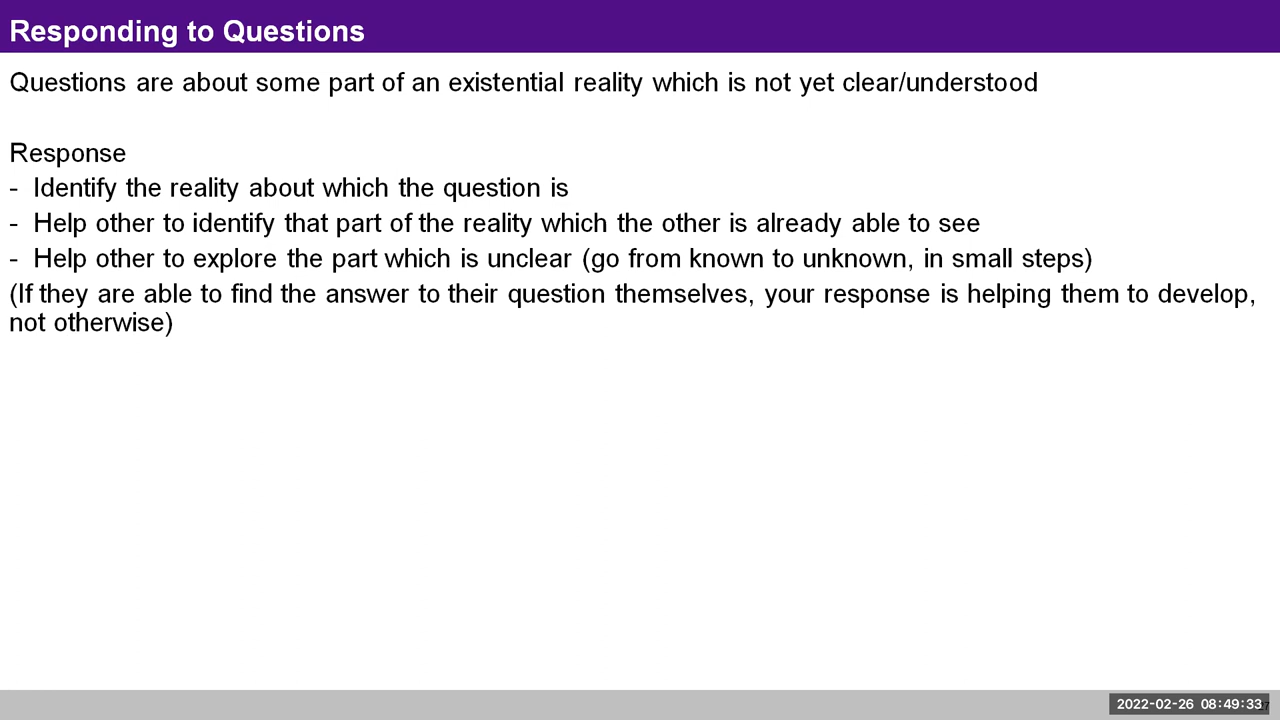 Responding to Questions
Questions are about some part of an existential reality which is not yet clear/understood
Response
- Identify the reality about which the question is
- Help other to identify that part of the reality which the other is already able to see
- Help other to explore the part which is unclear (go from known to unknown, in small steps)
(If they are able to find the answer to their question themselves, your response is helping them to develop,
not otherwise)
2022-02-26 08:49:33